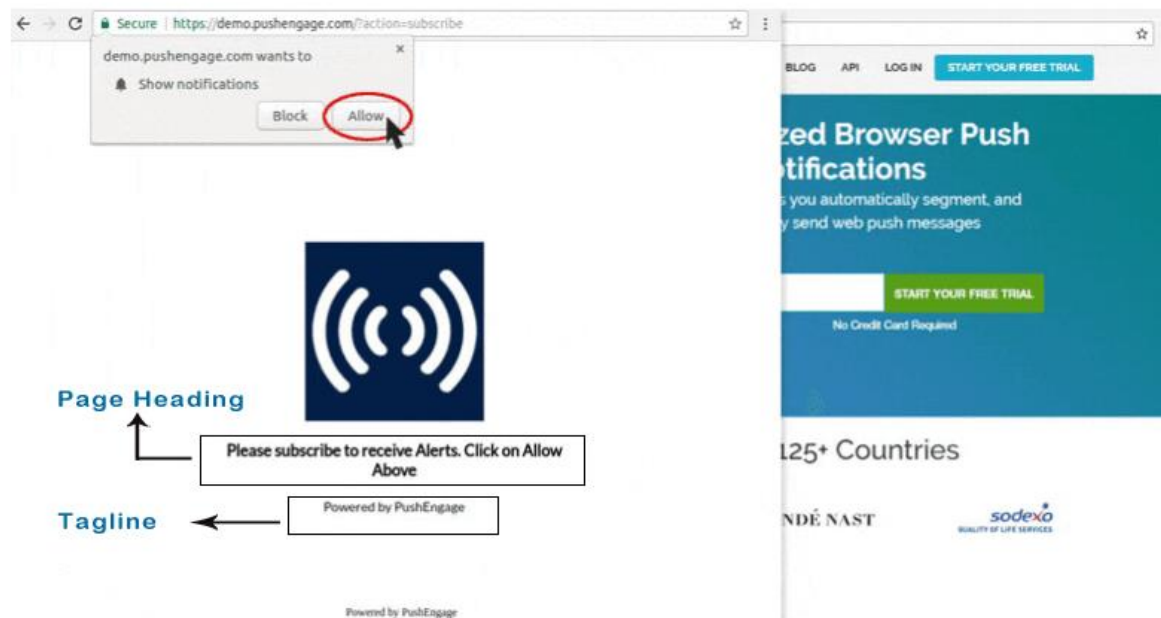 Secure | https://demo.pushengage.com/?action=subscribe
demo.pushengage.com wants to
×
Show notifications
Block
Allow
BLOG
API
LOG IN
START YOUR FREE TRIAL
zed Browser Push
tifications
s you automatically segment, and
y send web push messages
START YOUR FREE TRIAL
No Credit Card Required
Page Heading
Please subscribe to receive Alerts. Click on Allow
Above
Tagline
Powered by PushEngage
Powered by PushEngage
125+ Countries
NDÉ NAST
sodexo
QUALITY OF LIFE SERVICES